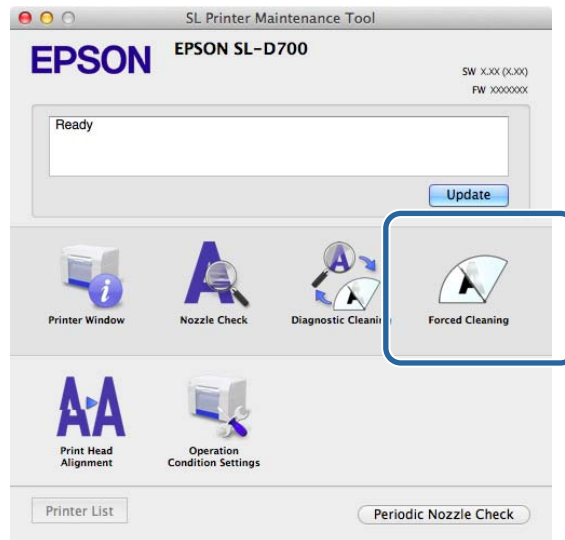 SL Printer Maintenance Tool
EPSON
EPSON SL-D700
SW X.XX (X.XX)
FW XXXXXXX
Ready
Update
Printer Window
Nozzle Check
Diagnostic Cleaning
Forced Cleaning
Print Head
Alignment
Operation
Condition Settings
Printer List
Periodic Nozzle Check